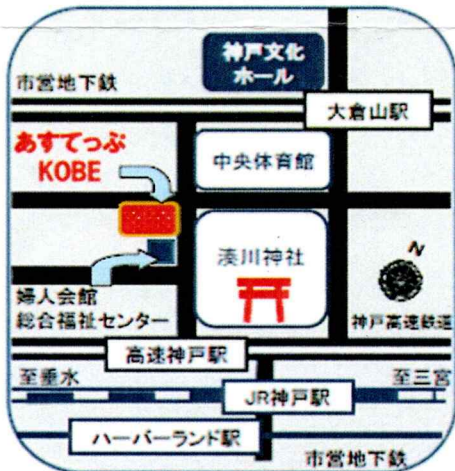 神戸文化
ホール
市営地下鉄
大倉山駅
あすてっぷ
KOBE
中央体育館
湊川神社
N
婦人会館
総合福祉センター
神戸高速鉄道
高速神戸駅
至垂水
至三宮
JR神戸駅
ハーバーランド駅
市営地下鉄